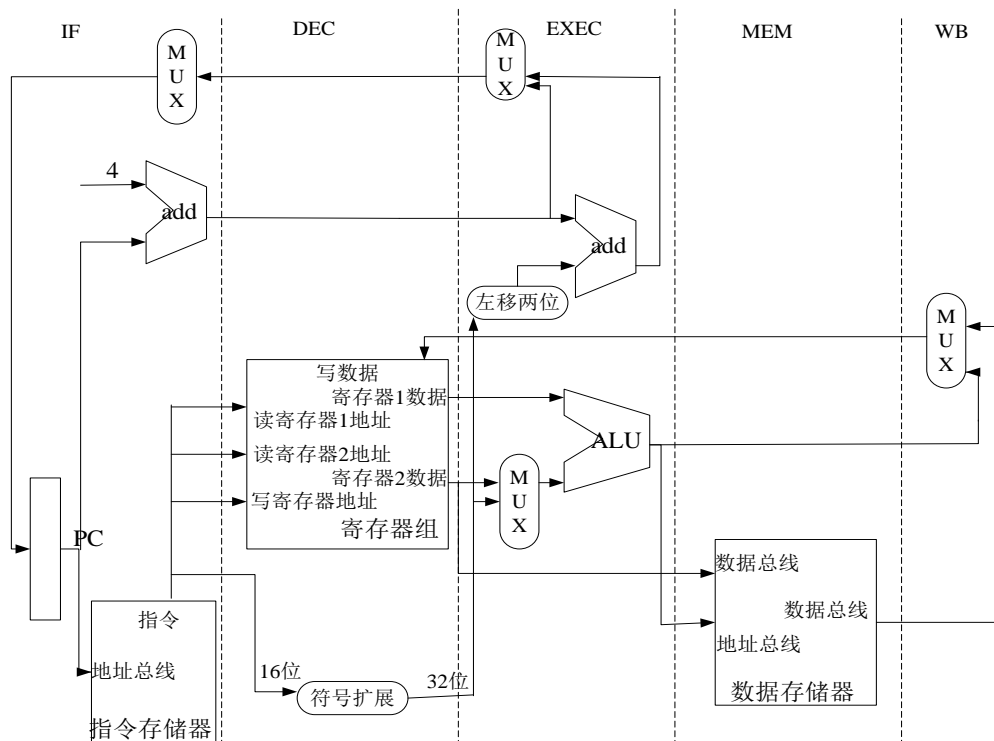 IF
DEC
EXEC
MEM
WB
MUX
MUX
4
add
add
左移两位
MUX
写数据
寄存器1数据
读寄存器1地址
ALU
读寄存器2地址
寄存器2数据
MUX
写寄存器地址
寄存器组
PC
数据总线
数据总线
指令
地址总线
地址总线
16位
32位
符号扩展
数据存储器
指令存储器